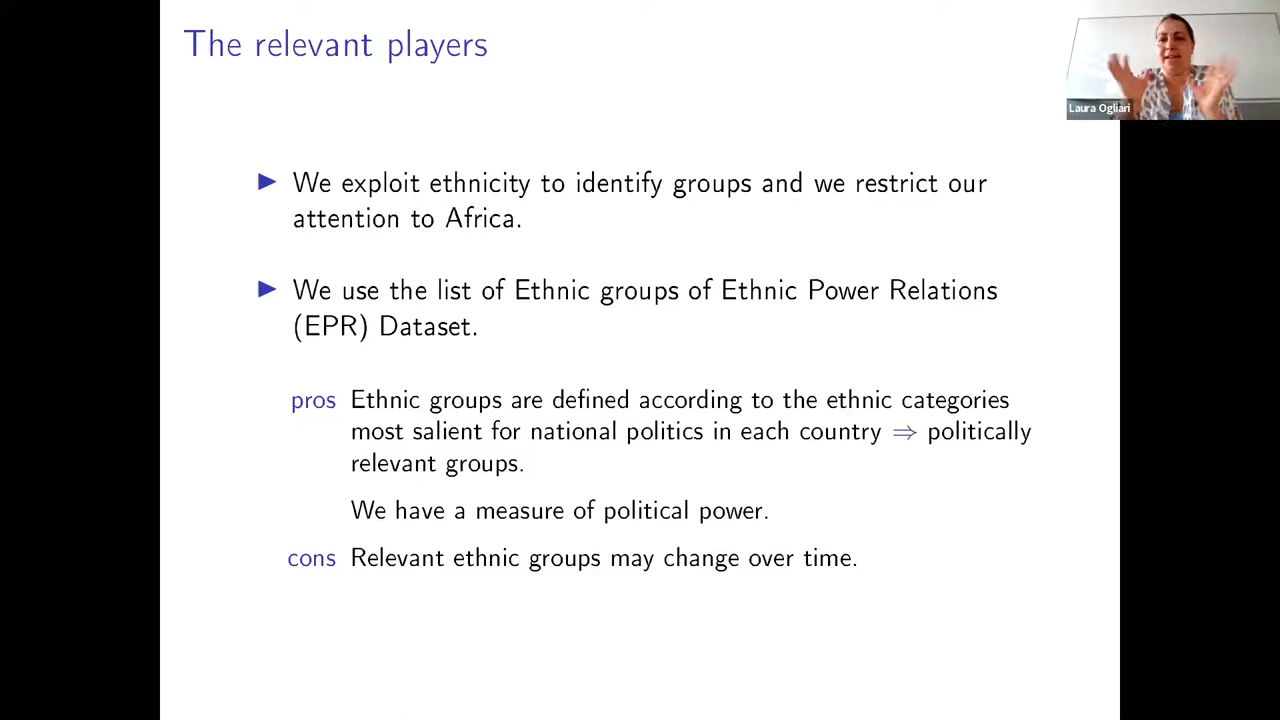 The relevant players
Laura Ogliari
▶ We exploit ethnicity to identify groups and we restrict our
attention to Africa.
▶ We use the list of Ethnic groups of Ethnic Power Relations
(EPR) Dataset.
pros Ethnic groups are defined according to the ethnic categories
most salient for national politics in each country ⇒ politically
relevant groups.
We have a measure of political power.
cons Relevant ethnic groups may change over time.